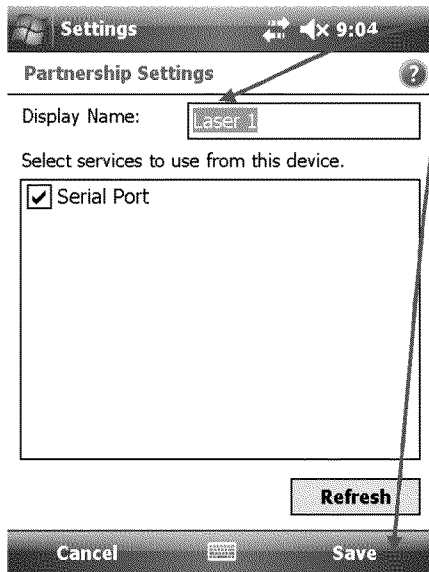 Settings 9:04
Partnership Settings ?
Display Name: Laser 1
Select services to use from this device.
Serial Port
Refresh
Cancel Save